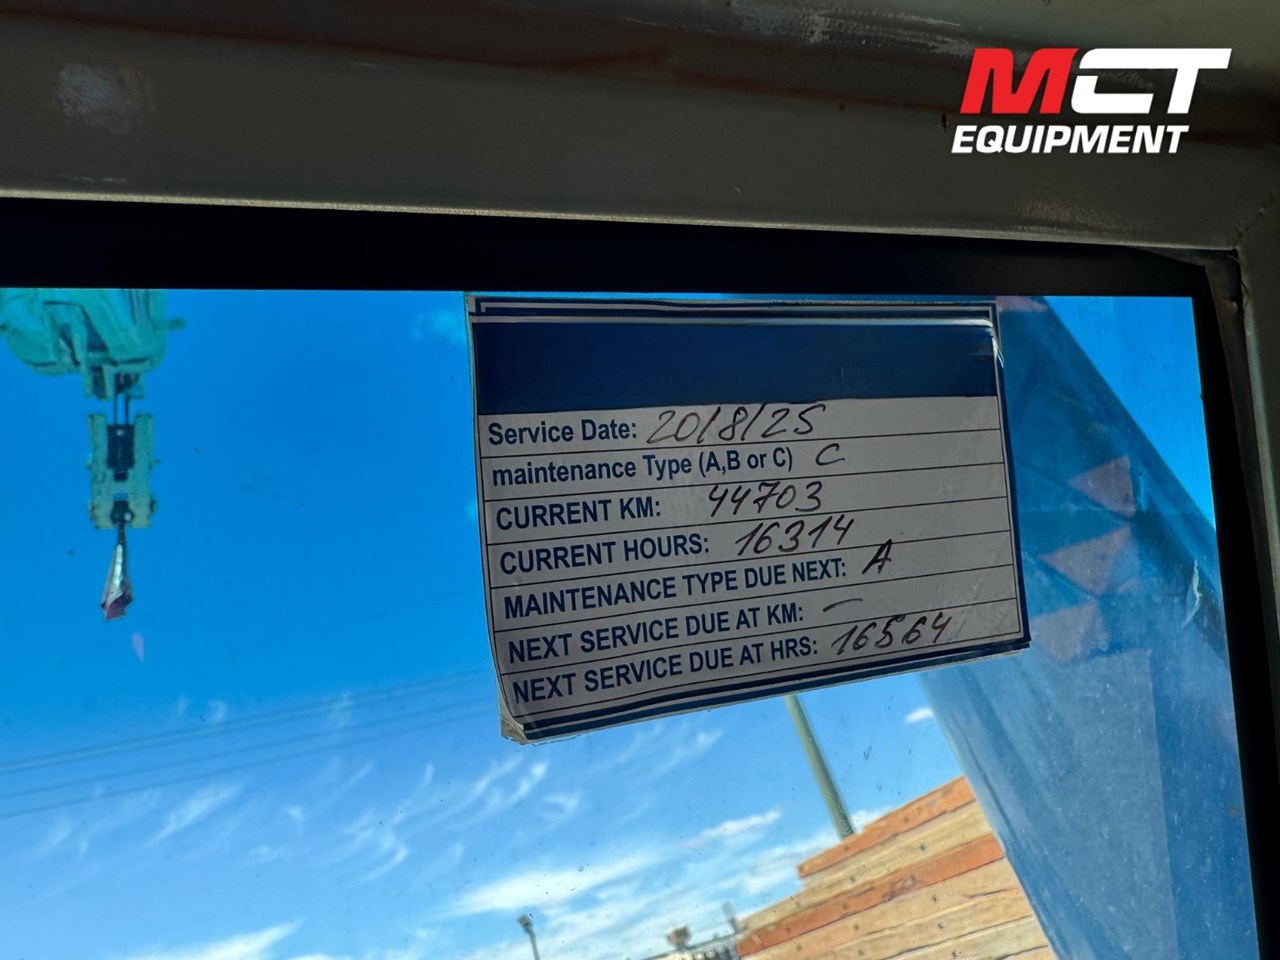 MCT
EQUIPMENT
Service Date: 20/8/25
maintenance Type (A,B or C) C
CURRENT KM: 44703
CURRENT HOURS: 16314
MAINTENANCE TYPE DUE NEXT: A
NEXT SERVICE DUE AT KM: —
NEXT SERVICE DUE AT HRS: 16564